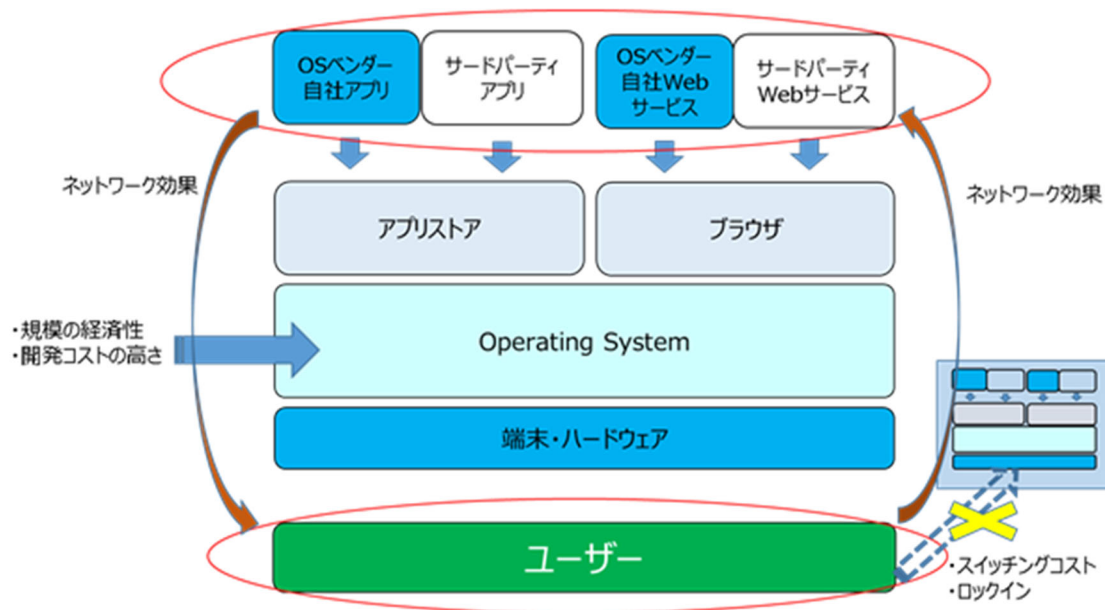 OSベンダー
自社アプリ
サードパーティ
アプリ
OSベンダー
自社Web
サービス
サードパーティ
Webサービス
ネットワーク効果
ネットワーク効果
アプリストア
ブラウザ
・規模の経済性
・開発コストの高さ
Operating System
端末・ハードウェア
ユーザー
・スイッチングコスト
・ロックイン